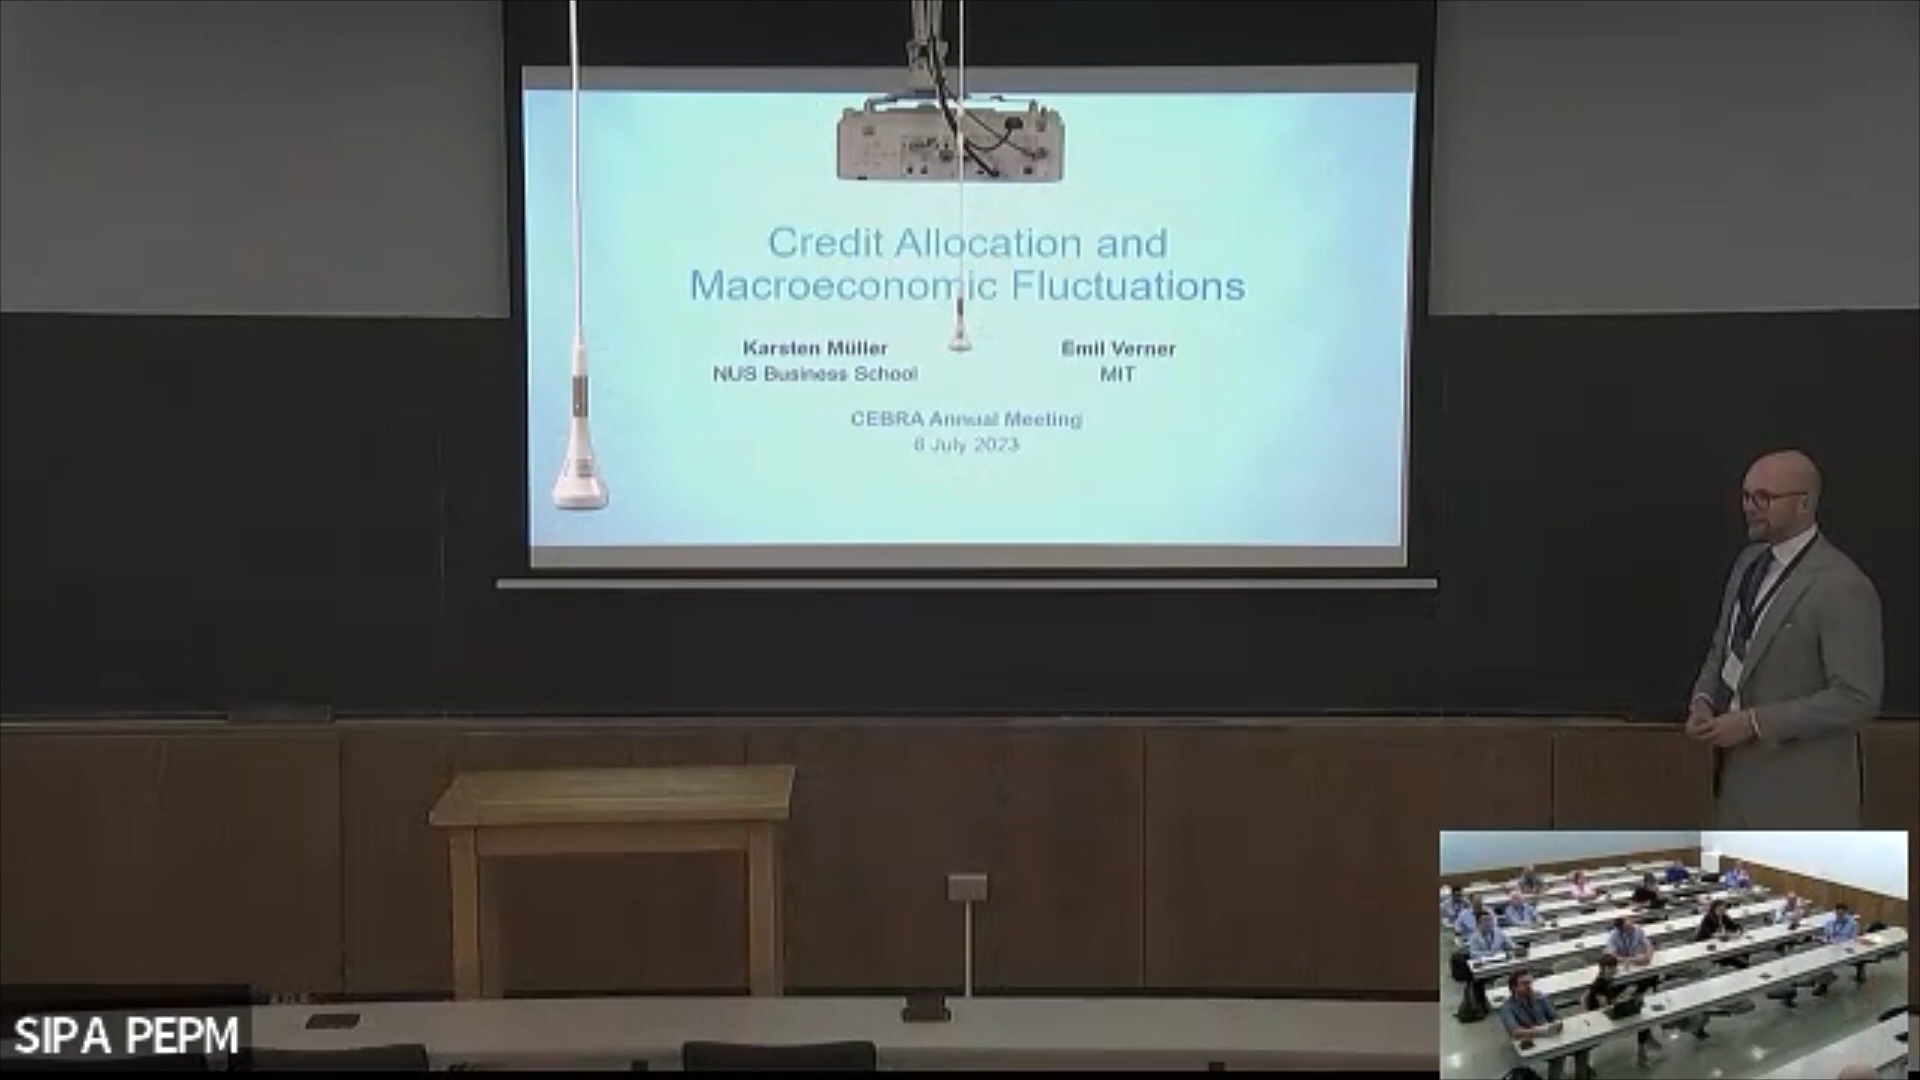 Credit Allocation and
Macroeconomic Fluctuations
Karsten Müller
Emil Verner
NUS Business School
MIT
CEBRA Annual Meeting
6 July 2023
SIPA PEPM